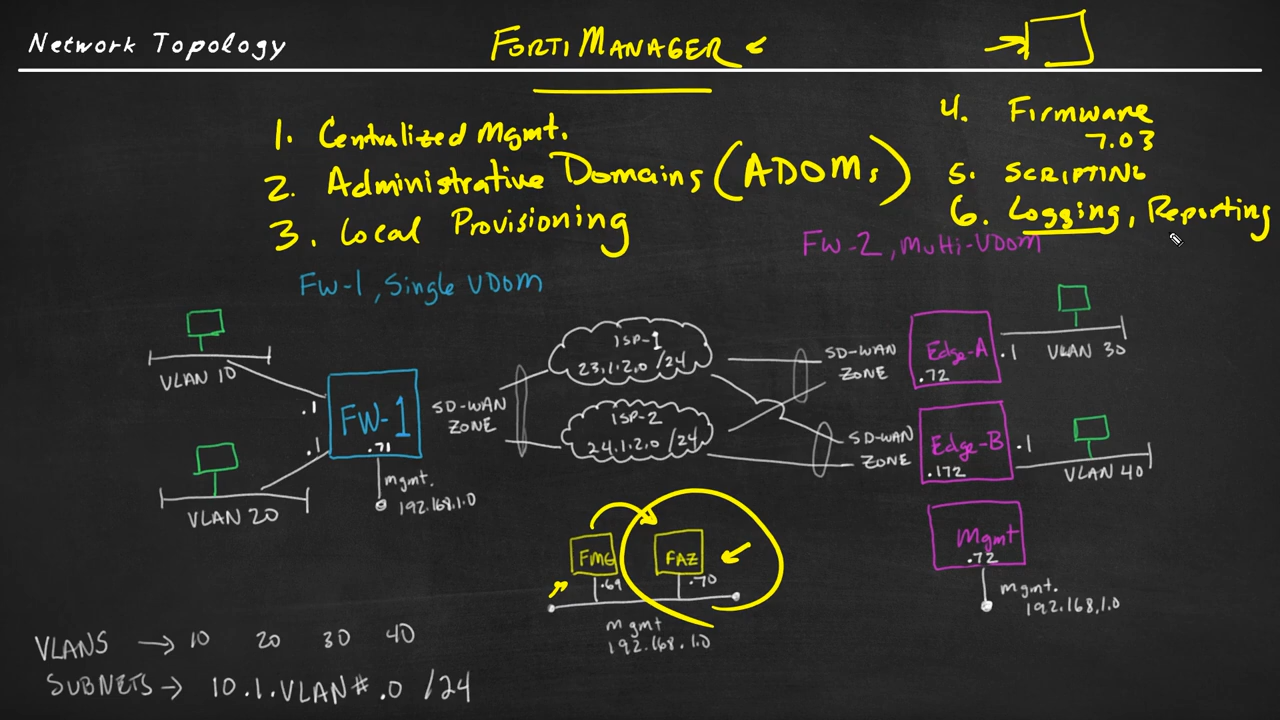 Network Topology
FORTIMANAGER
1. Centralized Mgmt.
2. Administrative Domains (ADOMs)
3. Local Provisioning
4. Firmware
7.03
5. SCRIPTING
6. Logging, Reporting
FW-1, Single VDOM
FW-2, Multi-VDOM
VLAN 10
.1
FW-1
.71
.1
VLAN 20
mgmt.
192.168.1.0
SD-WAN
ZONE
ISP-1
23.1.2.0 /24
ISP-2
24.1.2.0 /24
SD-WAN
ZONE
Edge-A
.72
.1
VLAN 30
SD-WAN
ZONE
Edge-B
.172
.1
VLAN 40
FMG
.69
FAZ
.70
mgmt
192.168.1.0
Mgmt
.72
mgmt.
192.168.1.0
VLANS → 10 20 30 40
SUBNETS → 10.1.VLAN#.0 /24